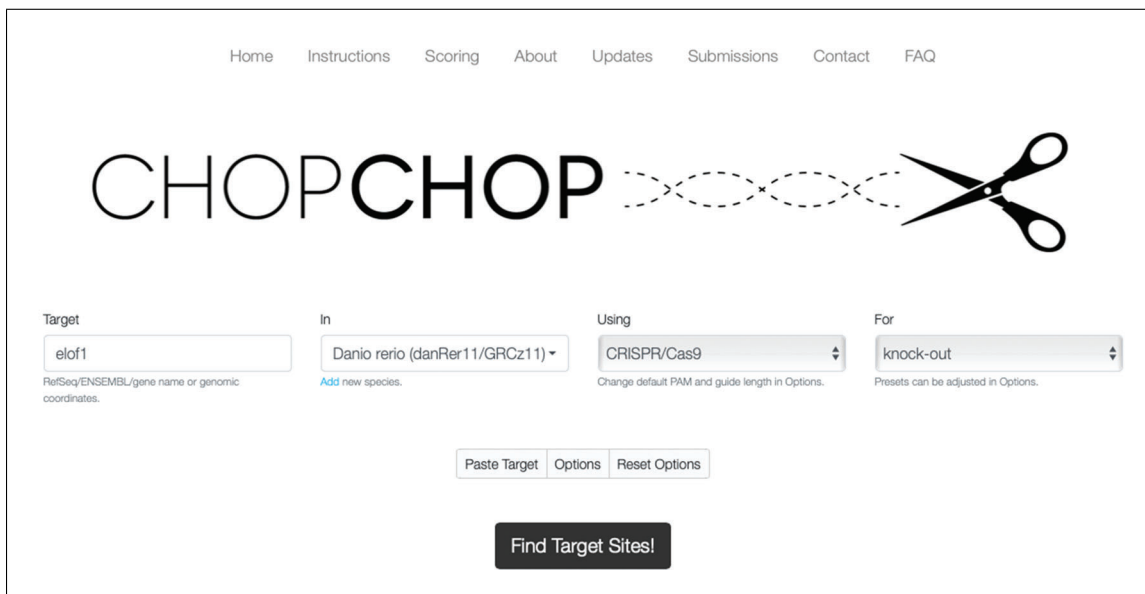 Home Instructions Scoring About Updates Submissions Contact FAQ
CHOPCHOP
Target In Using For
elof1 Danio rerio (danRer11/GRCz11) CRISPR/Cas9 knock-out
RefSeq/ENSEMBL/gene name or genomic Add new species. Change default PAM and guide length in Options. Presets can be adjusted in Options.
coordinates.
Paste Target Options Reset Options
Find Target Sites!